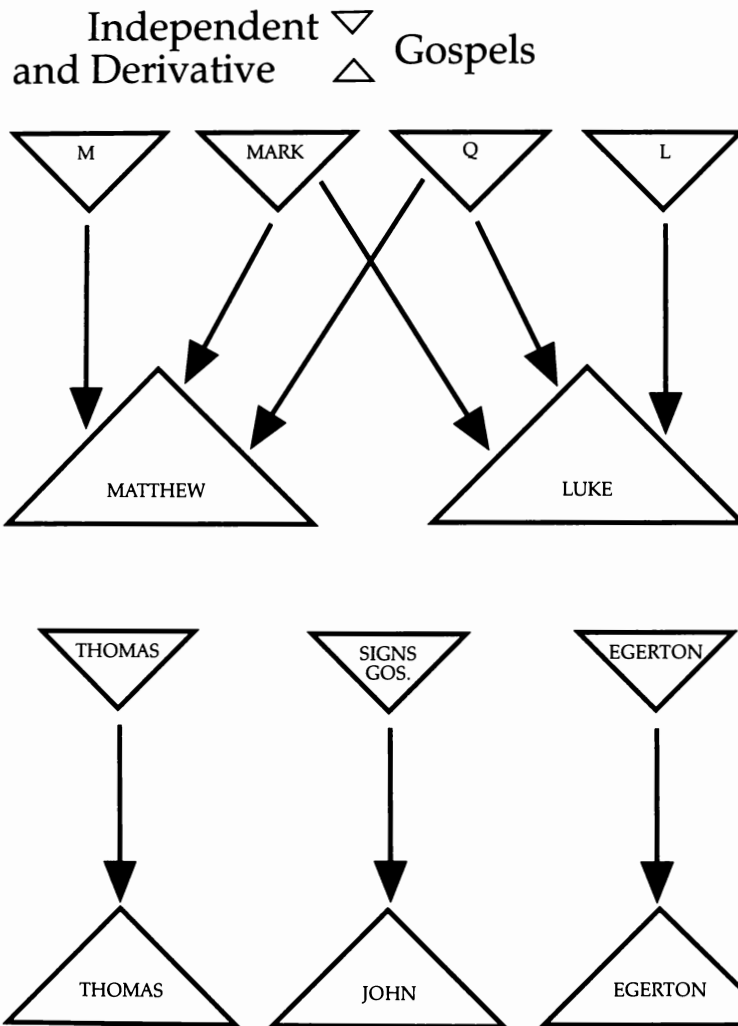 Independent
and Derivative
Gospels
M
MARK
Q
L
MATTHEW
LUKE
THOMAS
SIGNS
GOS.
EGERTON
THOMAS
JOHN
EGERTON